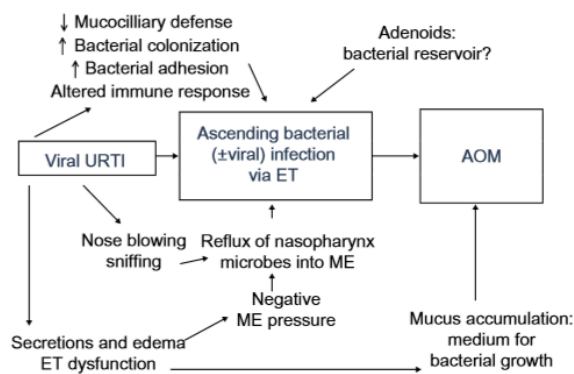 ↓ Mucocilliary defense
↑ Bacterial colonization
↑ Bacterial adhesion
Altered immune response
Adenoids:
bacterial reservoir?
Viral URTI
Ascending bacterial
(±viral) infection
via ET
AOM
Nose blowing
sniffing
Reflux of nasopharynx
microbes into ME
Negative
ME pressure
Secretions and edema
ET dysfunction
Mucus accumulation:
medium for
bacterial growth